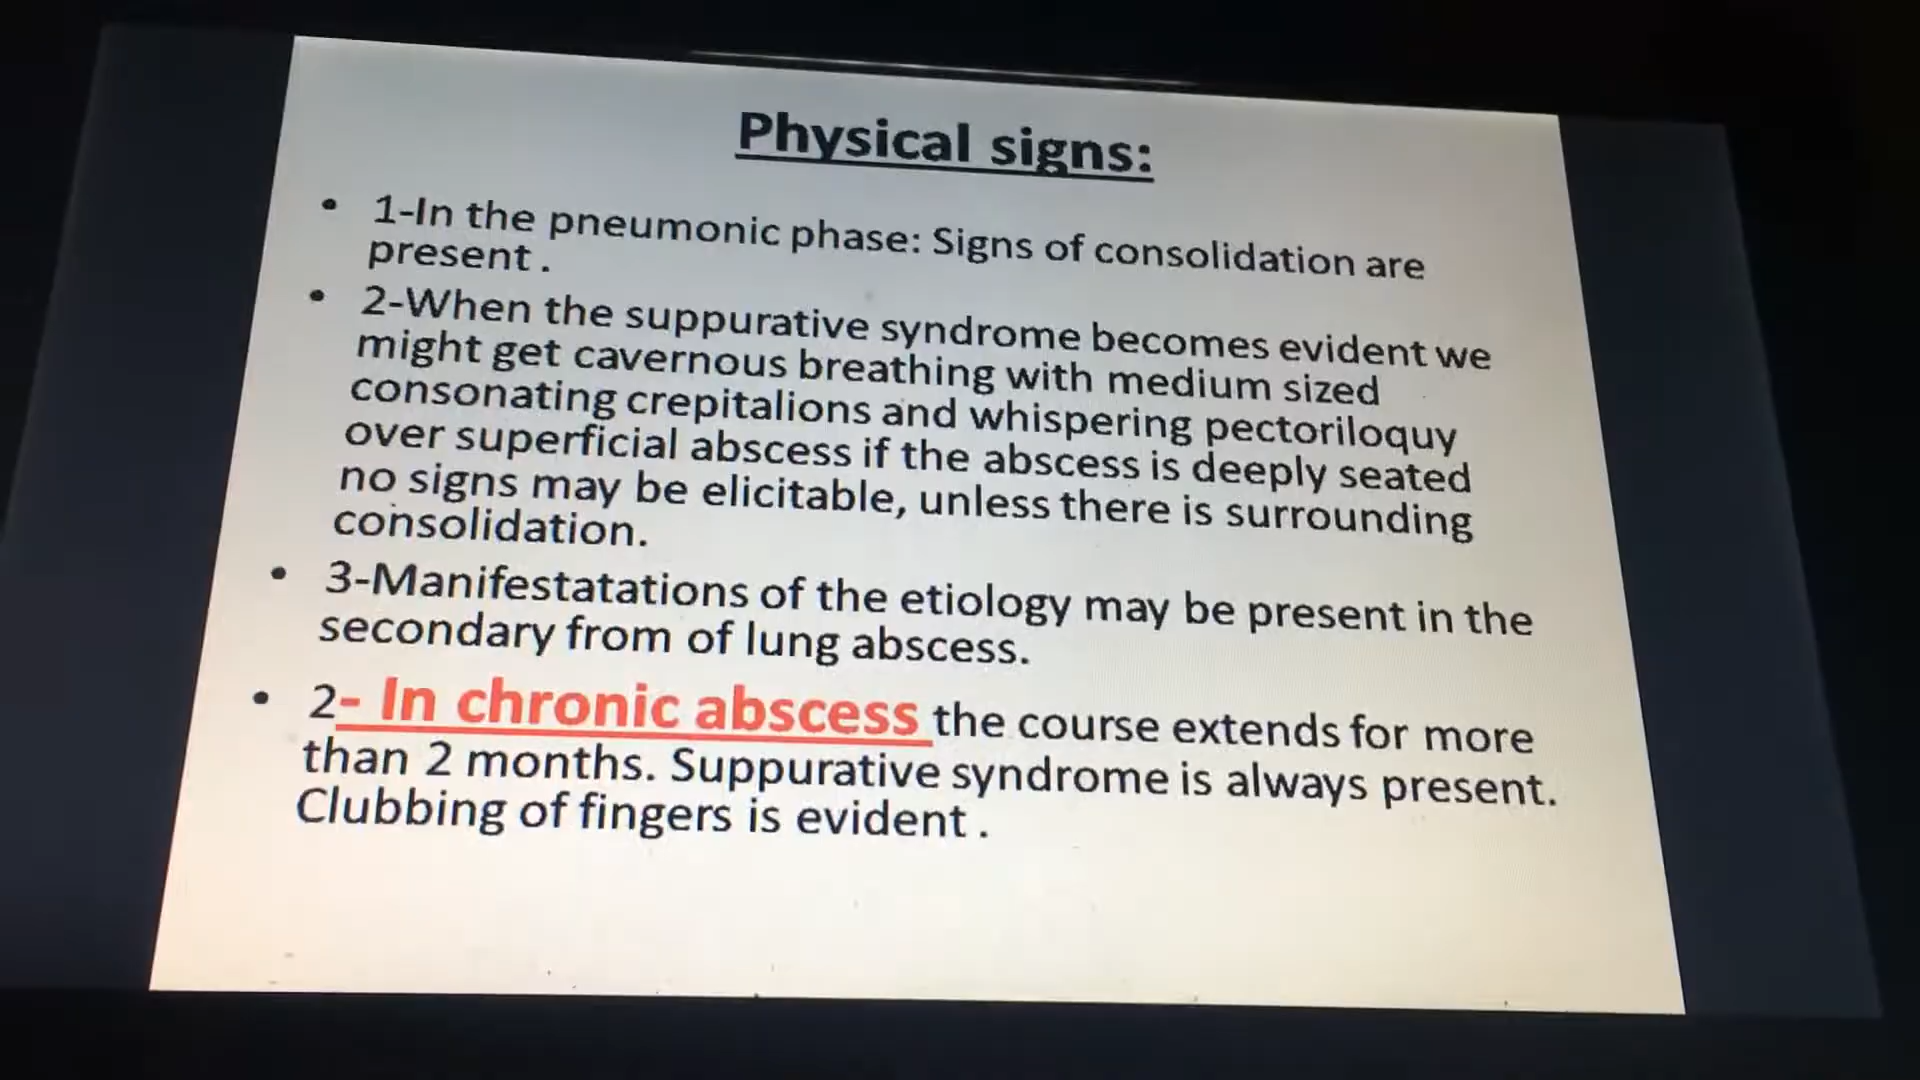 Physical signs:
• 1-In the pneumonic phase: Signs of consolidation are
present .
• 2-When the suppurative syndrome becomes evident we
might get cavernous breathing with medium sized
consonating crepitalions and whispering pectoriloquy
over superficial abscess if the abscess is deeply seated
no signs may be elicitable, unless there is surrounding
consolidation.
• 3-Manifestatations of the etiology may be present in the
secondary from of lung abscess.
• 2- In chronic abscess the course extends for more
than 2 months. Suppurative syndrome is always present.
Clubbing of fingers is evident .